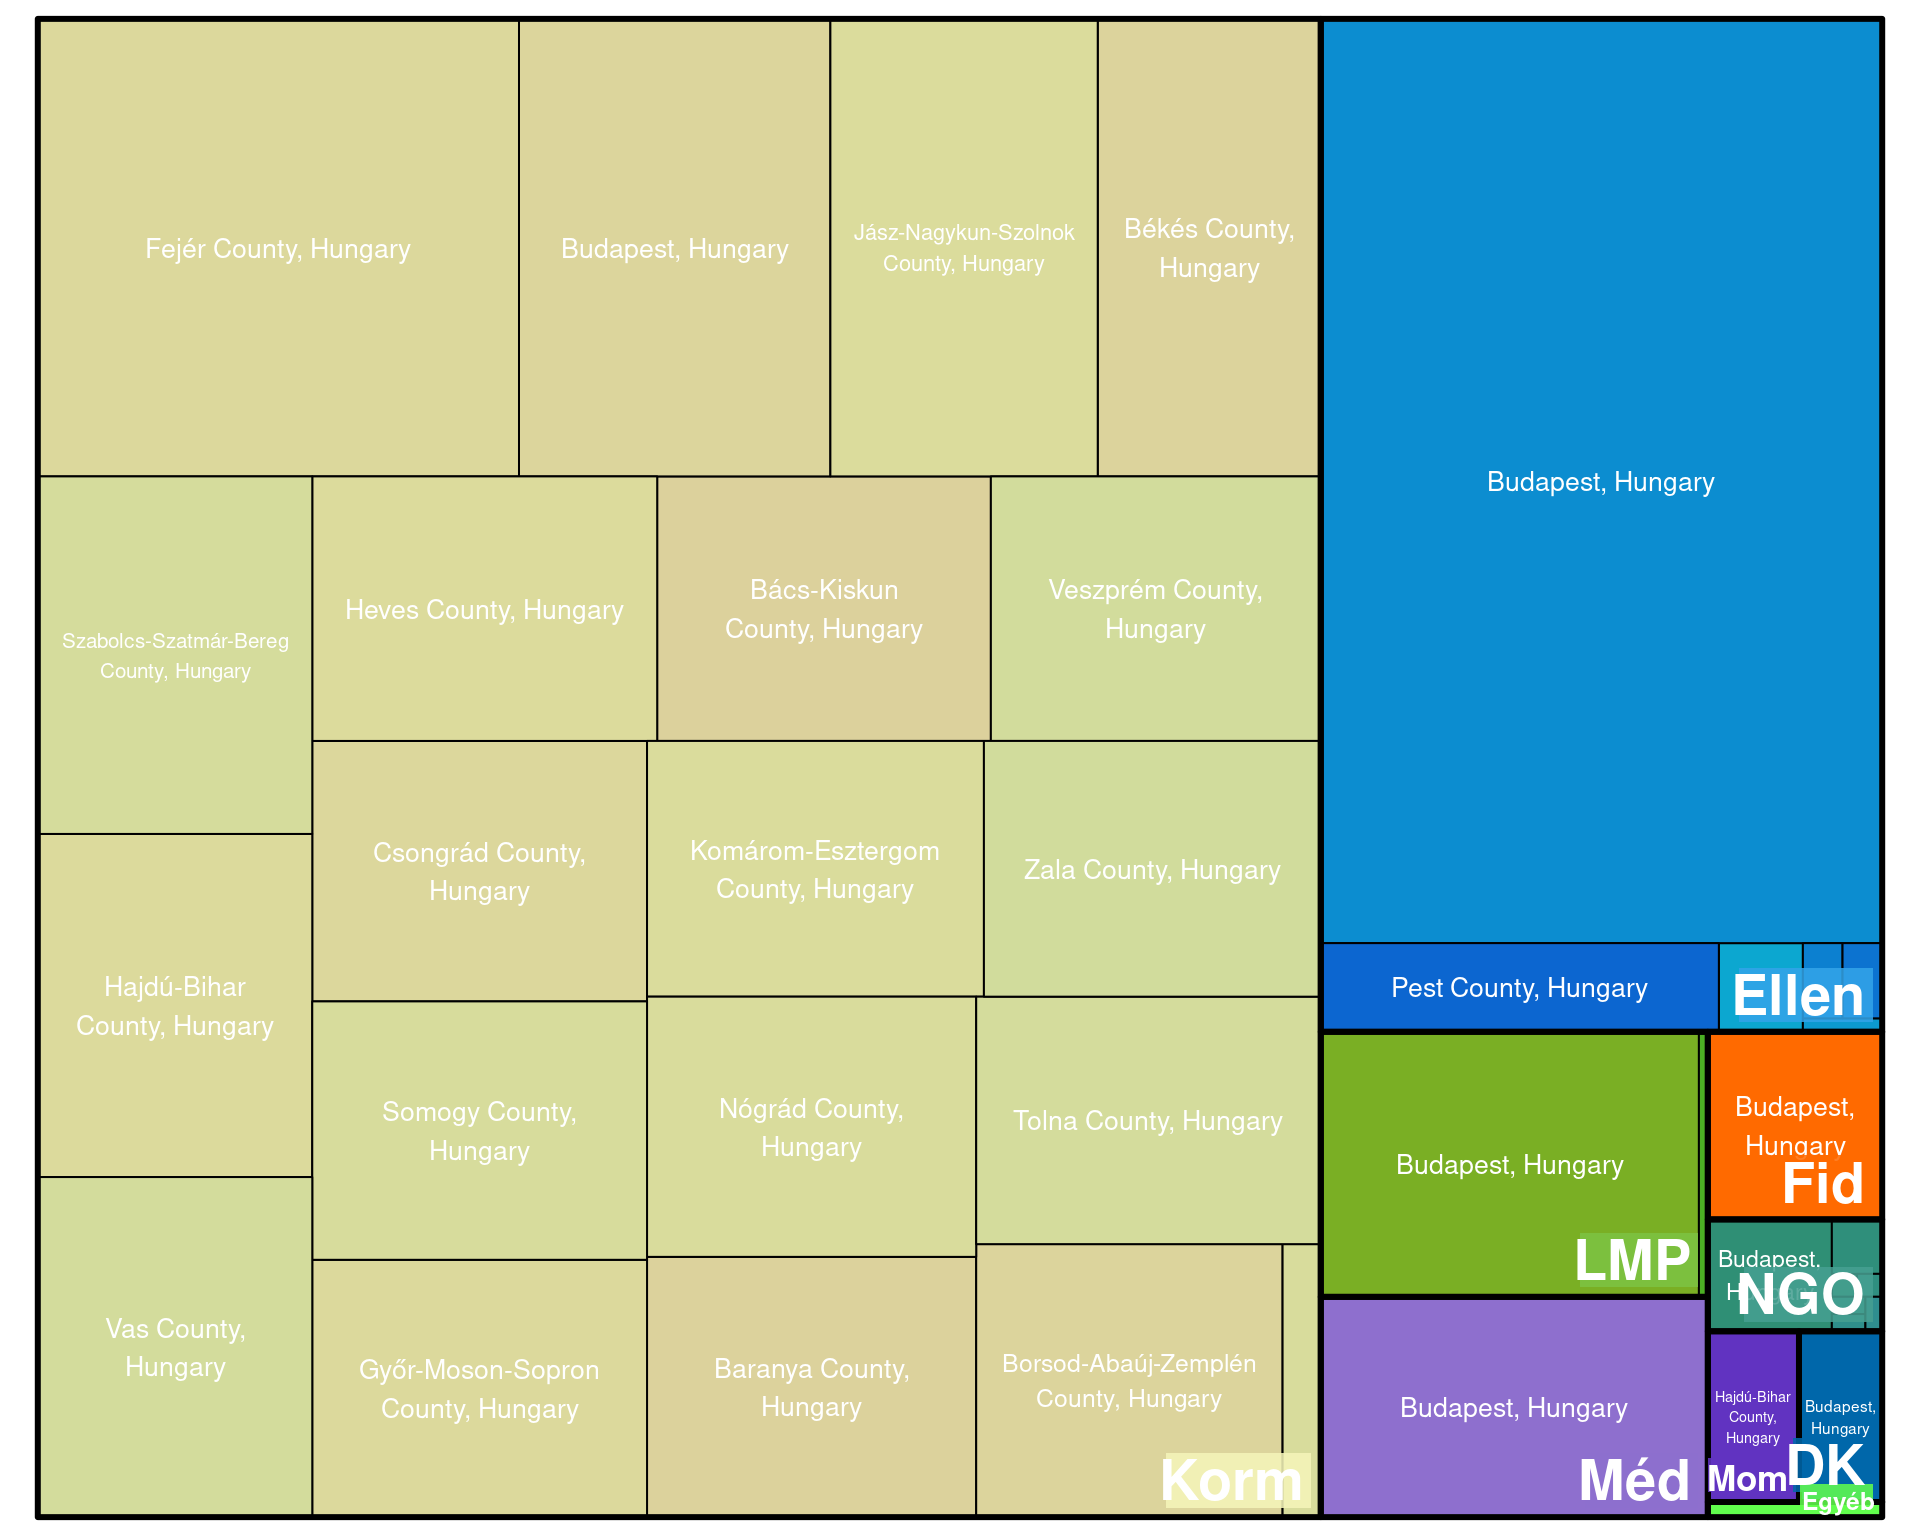 Fejér County, Hungary
Budapest, Hungary
Jász-Nagykun-Szolnok
County, Hungary
Békés County,
Hungary
Szabolcs-Szatmár-Bereg
County, Hungary
Heves County, Hungary
Bács-Kiskun
County, Hungary
Veszprém County,
Hungary
Csongrád County,
Hungary
Komárom-Esztergom
County, Hungary
Zala County, Hungary
Hajdú-Bihar
County, Hungary
Somogy County,
Hungary
Nógrád County,
Hungary
Tolna County, Hungary
Vas County,
Hungary
Győr-Moson-Sopron
County, Hungary
Baranya County,
Hungary
Borsod-Abaúj-Zemplén
County, Hungary
Korm
Budapest, Hungary
Pest County, Hungary
Ellen
Budapest, Hungary
LMP
Budapest,
Hungary
Fid
Budapest,
Hungary
NGO
Budapest, Hungary
Méd
Hajdú-Bihar
County,
Hungary
Mom
Budapest,
Hungary
DK
Egyéb